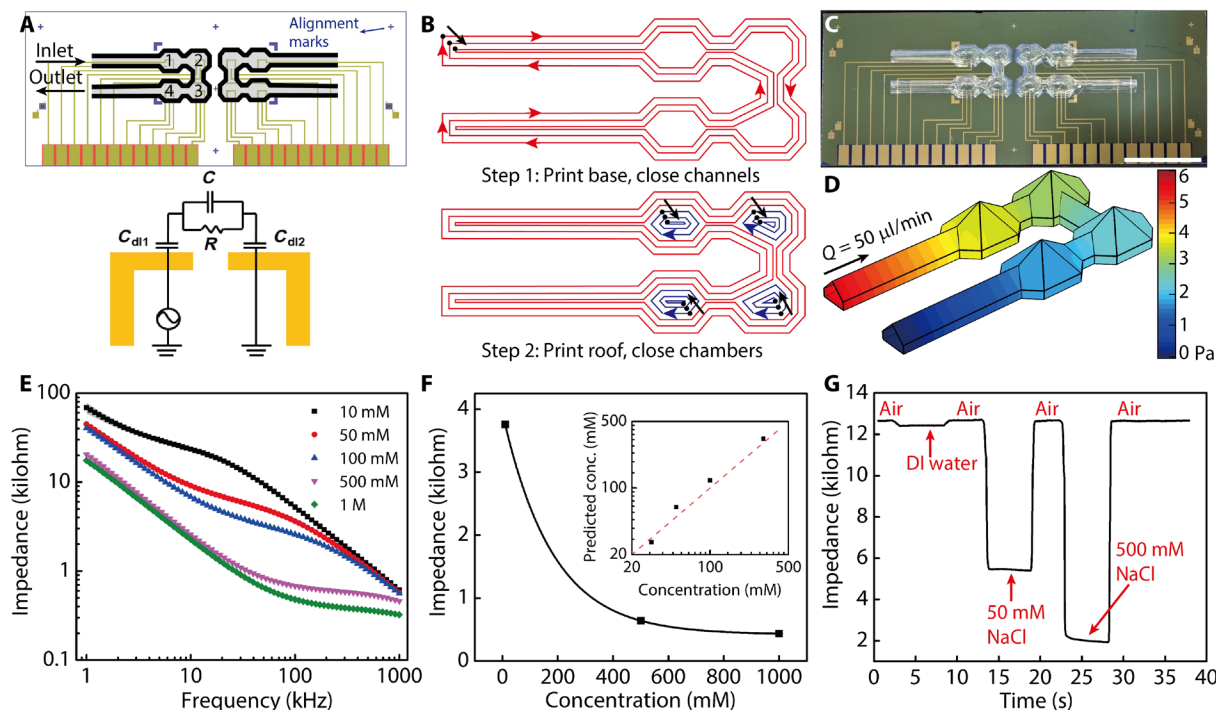 A
Alignment
marks
Inlet
Outlet
1 2
4 3
C
R
Cdl1
Cdl2
B
Step 1: Print base, close channels
Step 2: Print roof, close chambers
C
D
Q = 50 µl/min
6
5
4
3
2
1
0 Pa
E
Impedance (kilohm)
100
10
1
0.1
10 mM
50 mM
100 mM
500 mM
1 M
1 10 100 1000
Frequency (kHz)
F
Impedance (kilohm)
4
3
2
1
0
Predicted conc. (mM)
500
100
20
20 100 500
Concentration (mM)
0 200 400 600 800 1000
Concentration (mM)
G
Impedance (kilohm)
14
12
10
8
6
4
2
Air Air Air Air
DI water
50 mM
NaCl
500 mM
NaCl
0 5 10 15 20 25 30 35 40
Time (s)